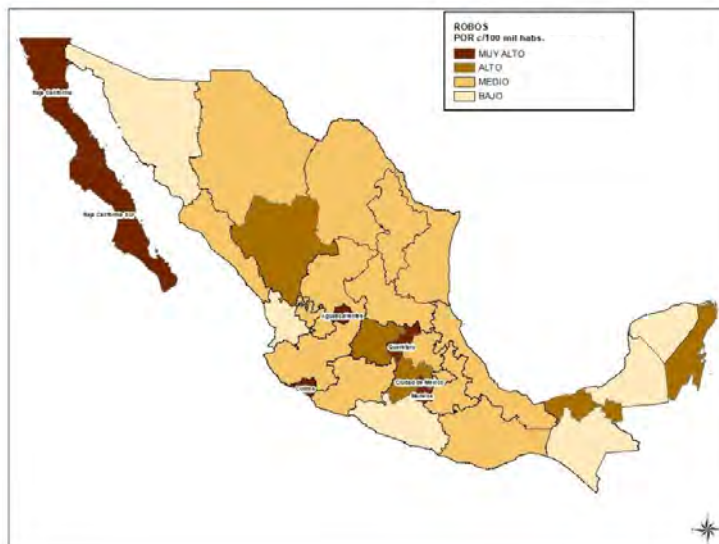 ROBOS
POR c/100 mil habs.
MUY ALTO
ALTO
MEDIO
BAJO
Baja California
Baja California Sur
Aguascalientes
Querétaro
Ciudad de México
Colima
Morelos